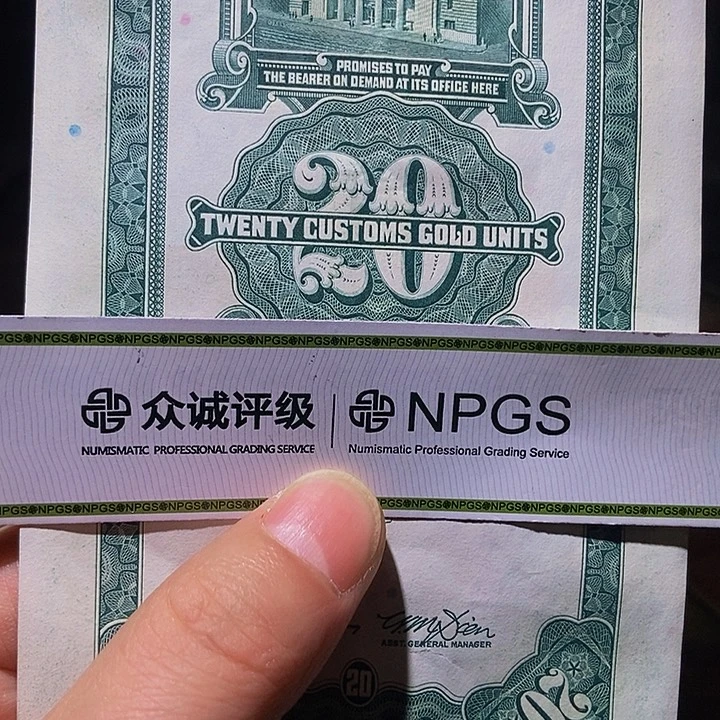 PROMISES TO PAY
THE BEARER ON DEMAND AT ITS OFFICE HERE
20
TWENTY CUSTOMS GOLD UNITS
NPGS NPGS NPGS NPGS NPGS NPGS NPGS NPGS NPGS NPGS NPGS NPGS NPGS NPGS NPGS NPGS
众诚评级 NPGS
NUMISMATIC PROFESSIONAL GRADING SERVICE Numismatic Professional Grading Service
NPGS NPGS NPGS NPGS NPGS NPGS NPGS NPGS NPGS NPGS NPGS NPGS NPGS NPGS NPGS
ASST. GENERAL MANAGER
20
20